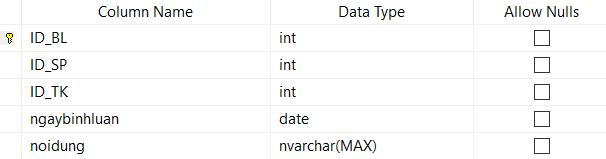 Column Name Data Type Allow Nulls
ID_BL int
ID_SP int
ID_TK int
ngaybinhluan date
noidung nvarchar(MAX)